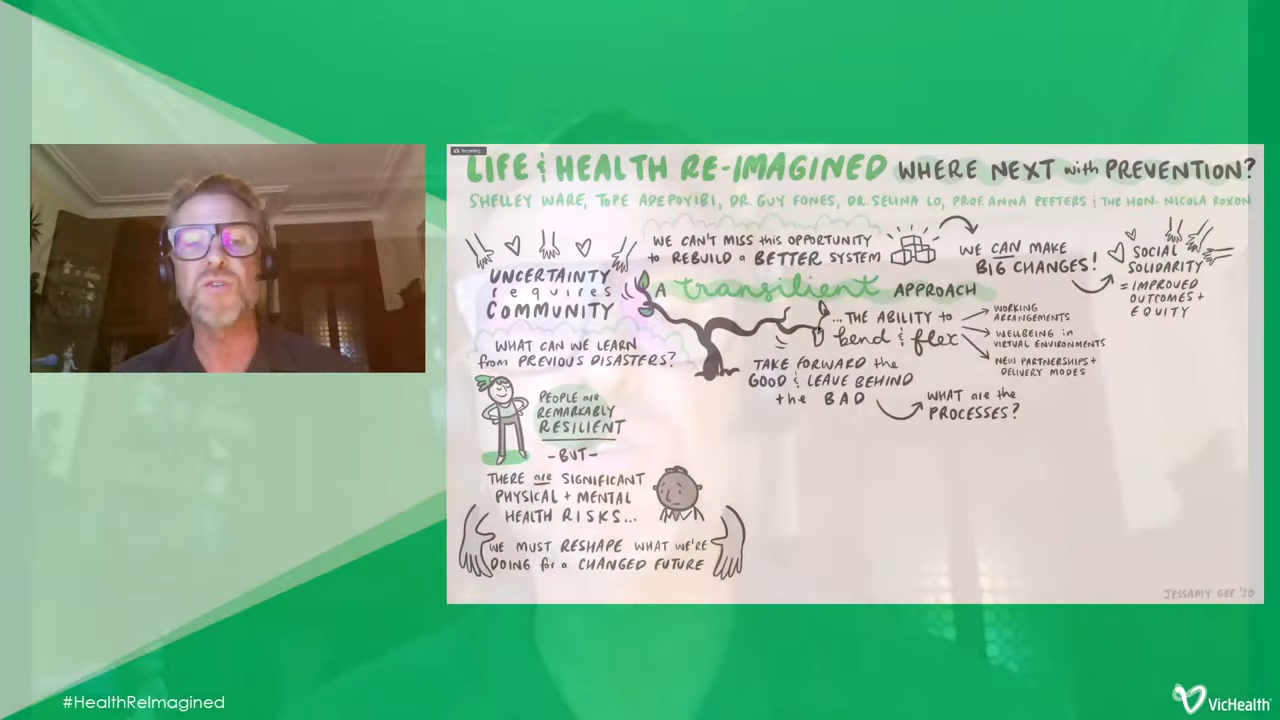 LIFE & HEALTH RE-IMAGINED WHERE NEXT with PREVENTION?
SHELLEY WARE, TOPE ADEPOYIBI, DR. GUY FONES, DR. SELINA LO, PROF. ANNA PEETERS & THE HON. NICOLA ROXON
UNCERTAINTY
requires
COMMUNITY
WHAT CAN WE LEARN
from PREVIOUS DISASTERS?
PEOPLE are
REMARKABLY
RESILIENT
-BUT-
THERE are SIGNIFICANT
PHYSICAL + MENTAL
HEALTH RISKS...
WE MUST RESHAPE WHAT WE'RE
DOING for a CHANGED FUTURE
WE CAN'T MISS this OPPORTUNITY
to REBUILD a BETTER SYSTEM
WE CAN MAKE
BIG CHANGES!
SOCIAL
SOLIDARITY
= IMPROVED
OUTCOMES +
EQUITY
A transilient APPROACH
...THE ABILITY to
bend & flex
WORKING
ARRANGEMENTS
WELLBEING in
VIRTUAL ENVIRONMENTS
NEW PARTNERSHIPS +
DELIVERY MODES
TAKE FORWARD the
GOOD & LEAVE BEHIND
the BAD
WHAT are the
PROCESSES?
JESSAMY GEE '20
#HealthReImagined
VicHealth